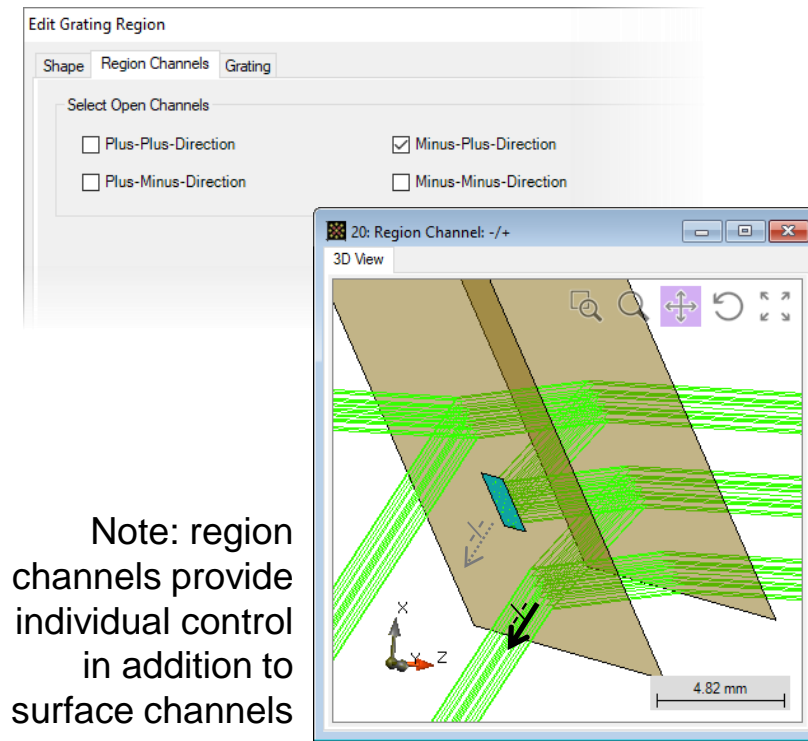 Edit Grating Region
Shape Region Channels Grating
Select Open Channels
Plus-Plus-Direction Minus-Plus-Direction
Plus-Minus-Direction Minus-Minus-Direction
20: Region Channel: -/+
3D View
X
Y Z
4.82 mm
Note: region
channels provide
individual control
in addition to
surface channels